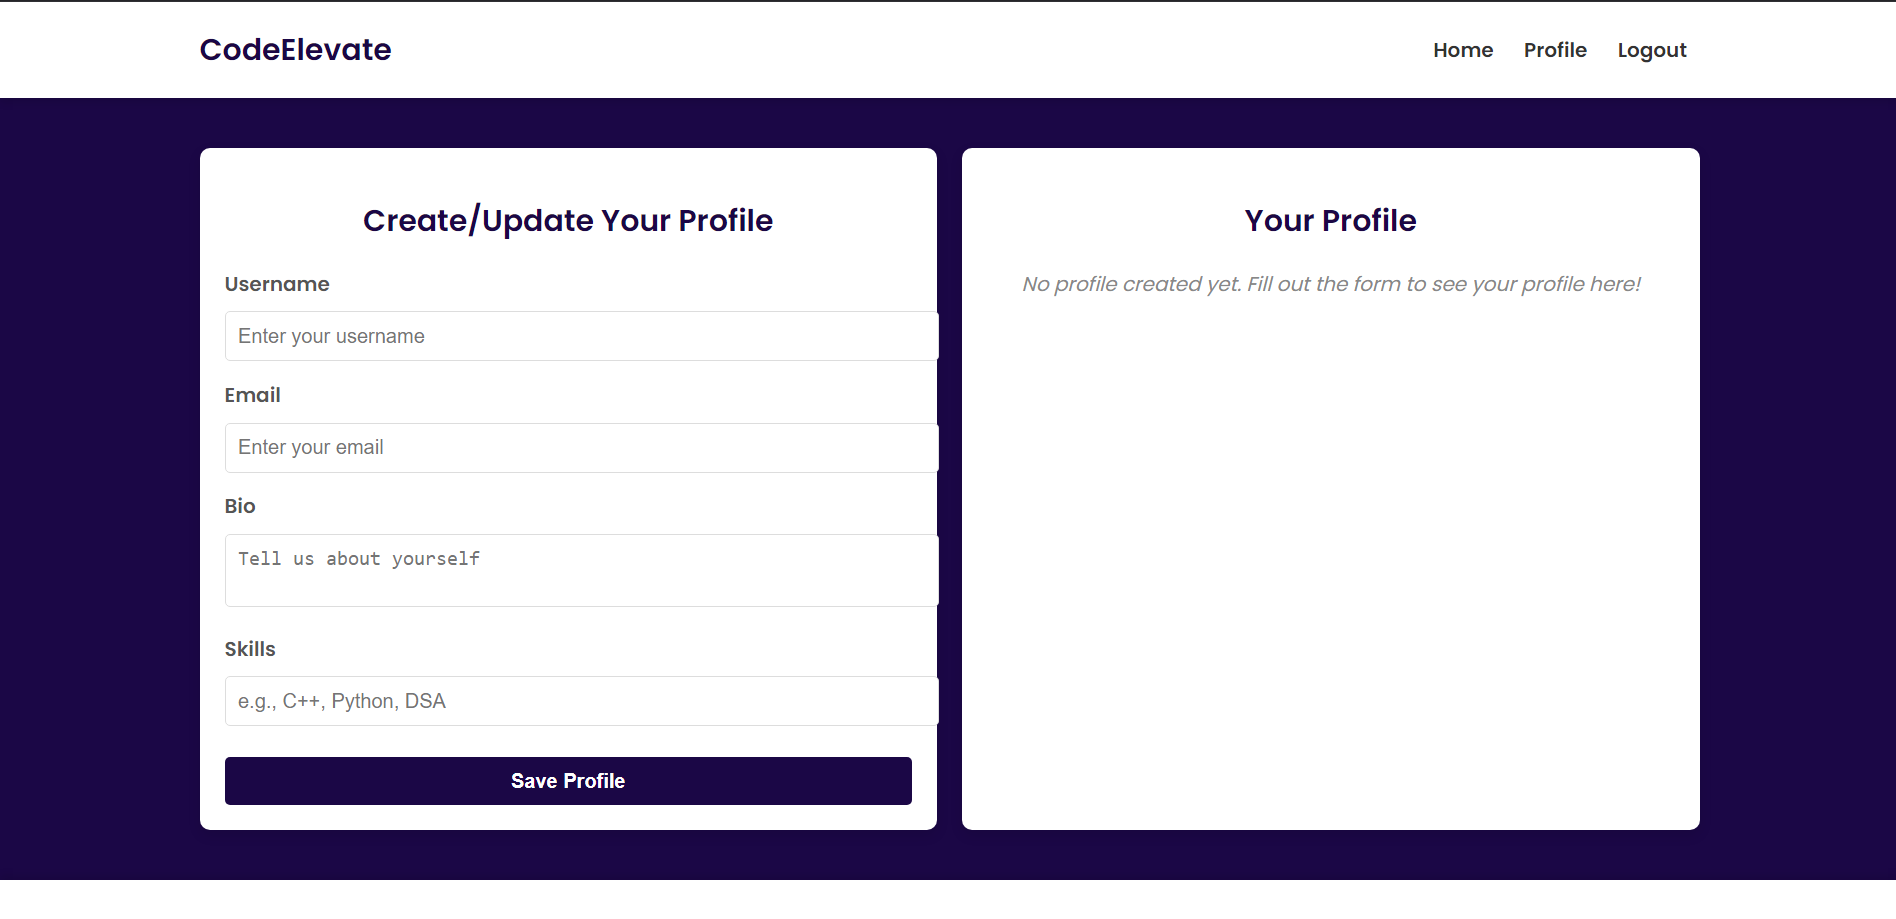 CodeElevate
Home Profile Logout
Create/Update Your Profile
Username
Enter your username
Email
Enter your email
Bio
Tell us about yourself
Skills
e.g., C++, Python, DSA
Save Profile
Your Profile
No profile created yet. Fill out the form to see your profile here!